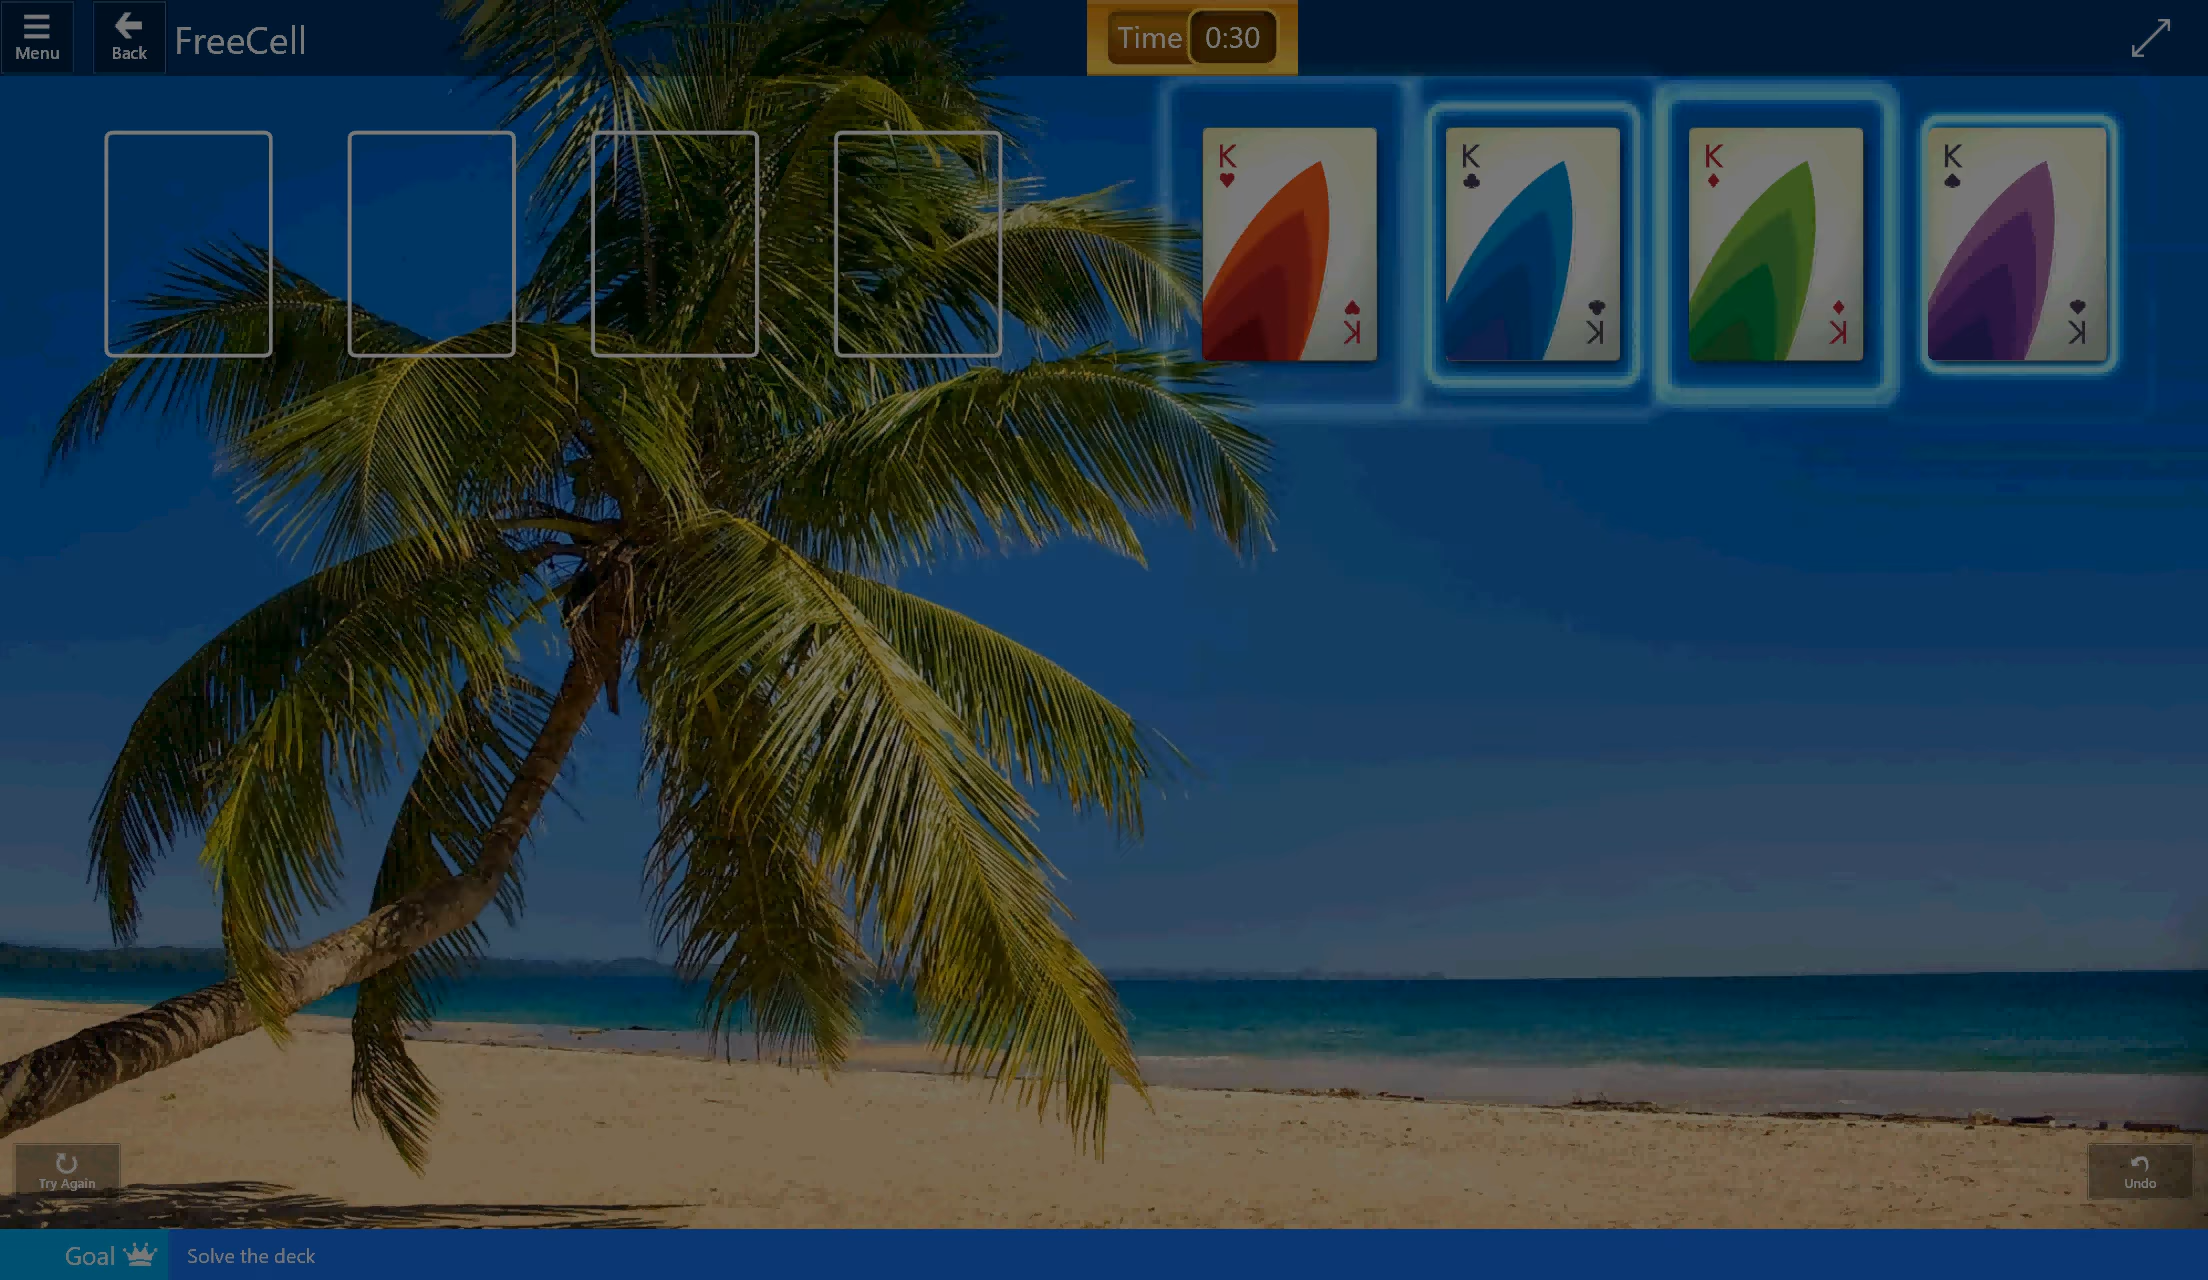 Menu
Back
FreeCell
Time 0:30
K K K K
K K K K
Try Again
Undo
Goal
Solve the deck